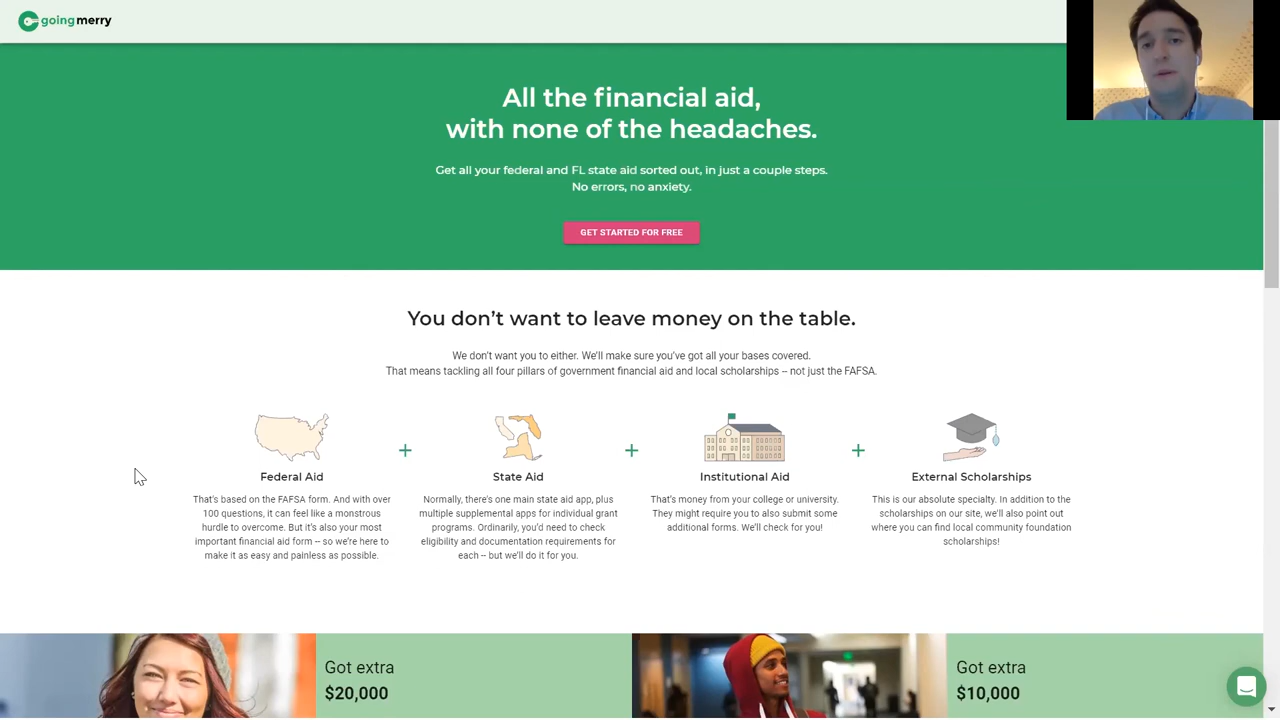 goingmerry
All the financial aid,
with none of the headaches.
Get all your federal and FL state aid sorted out, in just a couple steps.
No errors, no anxiety.
GET STARTED FOR FREE
You don't want to leave money on the table.
We don't want you to either. We'll make sure you've got all your bases covered.
That means tackling all four pillars of government financial aid and local scholarships -- not just the FAFSA.
Federal Aid
That's based on the FAFSA form. And with over
100 questions, it can feel like a monstrous
hurdle to overcome. But it's also your most
important financial aid form -- so we're here to
make it as easy and painless as possible.
State Aid
Normally, there's one main state aid app, plus
multiple supplemental apps for individual grant
programs. Ordinarily, you'd need to check
eligibility and documentation requirements for
each -- but we'll do it for you.
Institutional Aid
That's money from your college or university.
They might require you to also submit some
additional forms. We'll check for you!
External Scholarships
This is our absolute specialty. In addition to the
scholarships on our site, we'll also point out
where you can find local community foundation
scholarships!
Got extra
$20,000
Got extra
$10,000